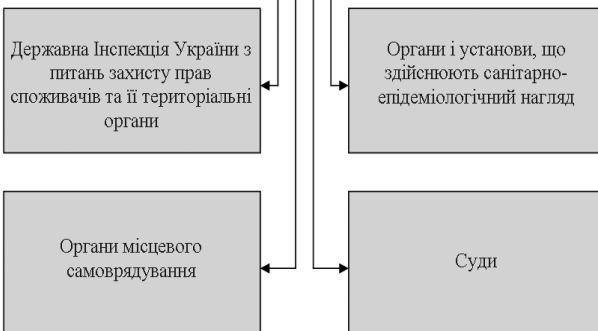 Державна Інспекція України з
питань захисту прав
споживачів та її територіальні
органи
Органи і установи, що
здійснюють санітарно-
епідеміологічний нагляд
Органи місцевого
самоврядування
Суди